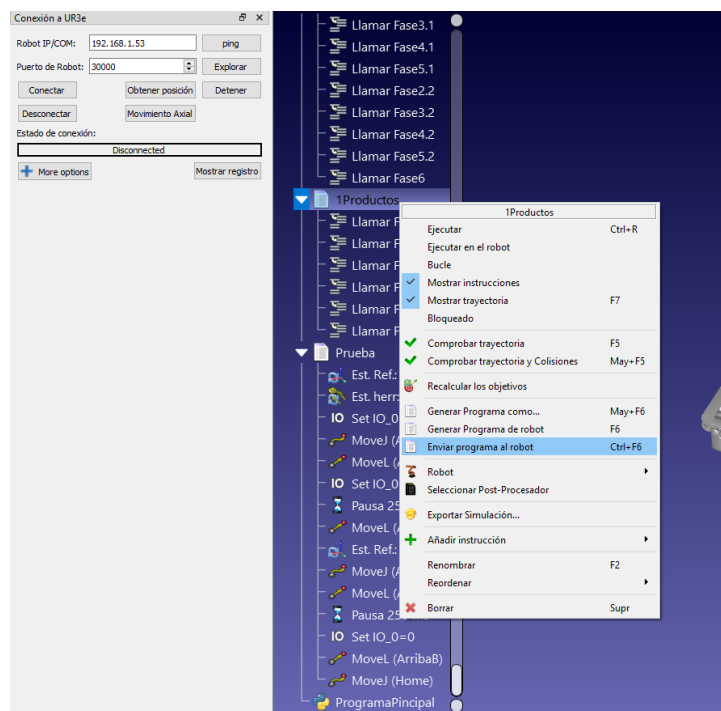 Conexión a UR3e
Robot IP/COM: 192.168.1.53 ping
Puerto de Robot: 30000 Explorar
Conectar Obtener posición Detener
Desconectar Movimiento Axial
Estado de conexión:
Disconnected
More options Mostrar registro
Llamar Fase3.1
Llamar Fase4.1
Llamar Fase5.1
Llamar Fase2.2
Llamar Fase3.2
Llamar Fase4.2
Llamar Fase5.2
Llamar Fase6
1Productos
Llamar F
Llamar F
Llamar F
Llamar F
Llamar F
Llamar F
Prueba
Est. Ref.:
Est. herr:
IO Set IO_0
MoveJ (A
MoveL (A
IO Set IO_0
Pausa 25
MoveL (A
Est. Ref.:
MoveJ (A
MoveL (A
Pausa 250 ms
IO Set IO_0=0
MoveL (ArribaB)
MoveJ (Home)
ProgramaPincipal
1Productos
Ejecutar Ctrl+R
Ejecutar en el robot
Bucle
Mostrar instrucciones
Mostrar trayectoria F7
Bloqueado
Comprobar trayectoria F5
Comprobar trayectoria y Colisiones May+F5
Recalcular los objetivos
Generar Programa como... May+F6
Generar Programa de robot F6
Enviar programa al robot Ctrl+F6
Robot
Seleccionar Post-Procesador
Exportar Simulación...
Añadir instrucción
Renombrar F2
Reordenar
Borrar Supr